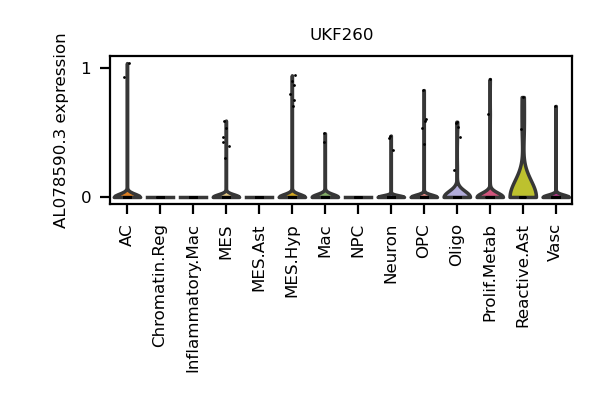 UKF260
AL078590.3 expression
1
0
AC
Chromatin.Reg
Inflammatory.Mac
MES
MES.Ast
MES.Hyp
Mac
NPC
Neuron
OPC
Oligo
Prolif.Metab
Reactive.Ast
Vasc